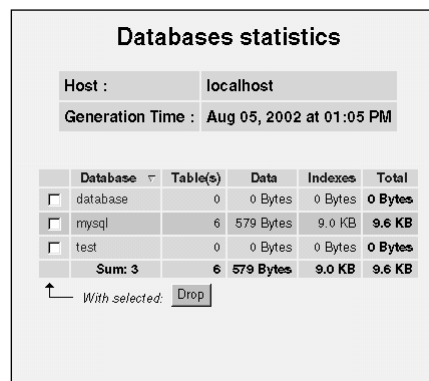 Databases statistics
Host : localhost
Generation Time : Aug 05, 2002 at 01:05 PM
Database Table(s) Data Indexes Total
database 0 0 Bytes 0 Bytes 0 Bytes
mysql 6 579 Bytes 9.0 KB 9.6 KB
test 0 0 Bytes 0 Bytes 0 Bytes
Sum: 3 6 579 Bytes 9.0 KB 9.6 KB
With selected: Drop